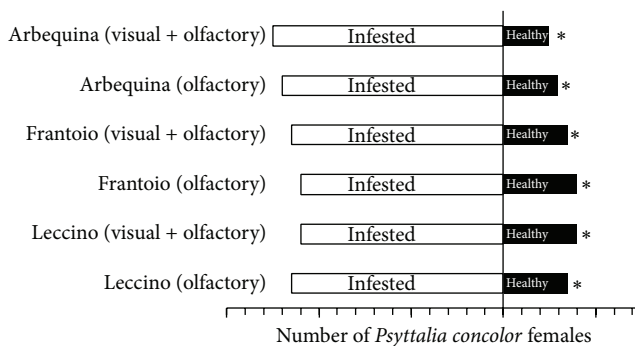 Arbequina (visual + olfactory) Infested Healthy *
Arbequina (olfactory) Infested Healthy *
Frantoio (visual + olfactory) Infested Healthy *
Frantoio (olfactory) Infested Healthy *
Leccino (visual + olfactory) Infested Healthy *
Leccino (olfactory) Infested Healthy *
Number of Psyttalia concolor females